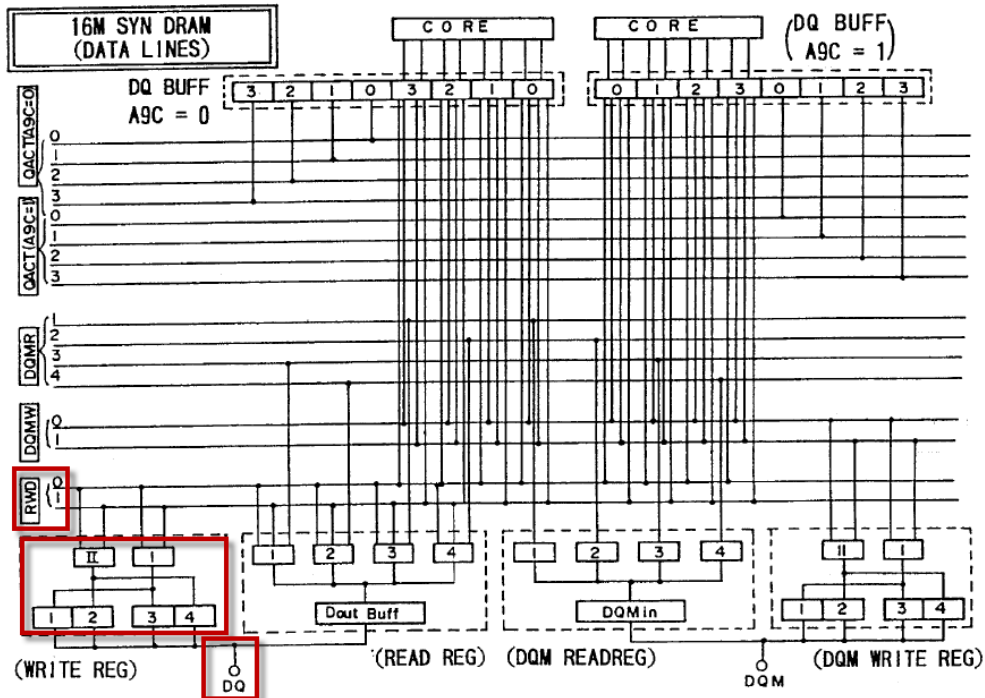 16M SYN DRAM
(DATA LINES)
CORE
CORE
(DQ BUFF
A9C = 1)
DQ BUFF
A9C = 0
3 2 1 0 3 2 1 0
0 1 2 3 0 1 2 3
QACT(A9C=0)
0
1
2
3
QACT(A9C=1)
0
1
2
3
DQMR
1
2
3
4
DQMW
0
1
RWD
0
1
II I
1 2 3 4
1 2 3 4
II I
1 2 3 4
Dout Buff
DQMin
1 2 3 4
(WRITE REG)
DQ
(READ REG)
(DQM READREG)
DQM
(DQM WRITE REG)